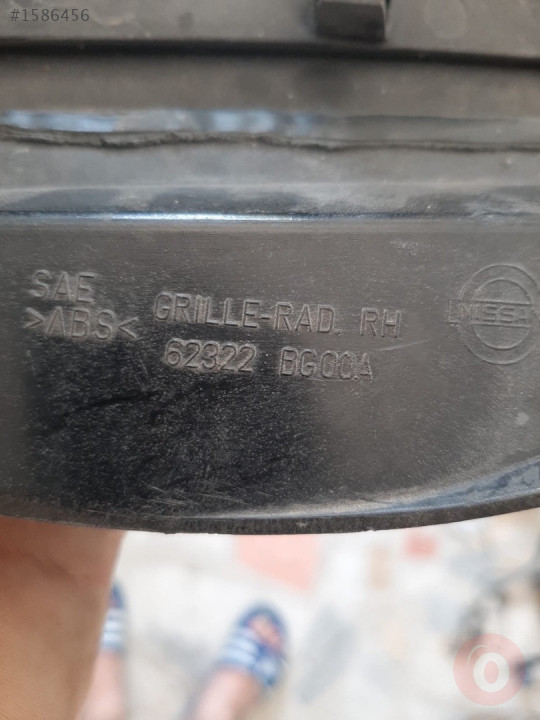 #1586456
SAE
>ABS<
GRILLE-RAD. RH
62322 BG00A
NISSAN